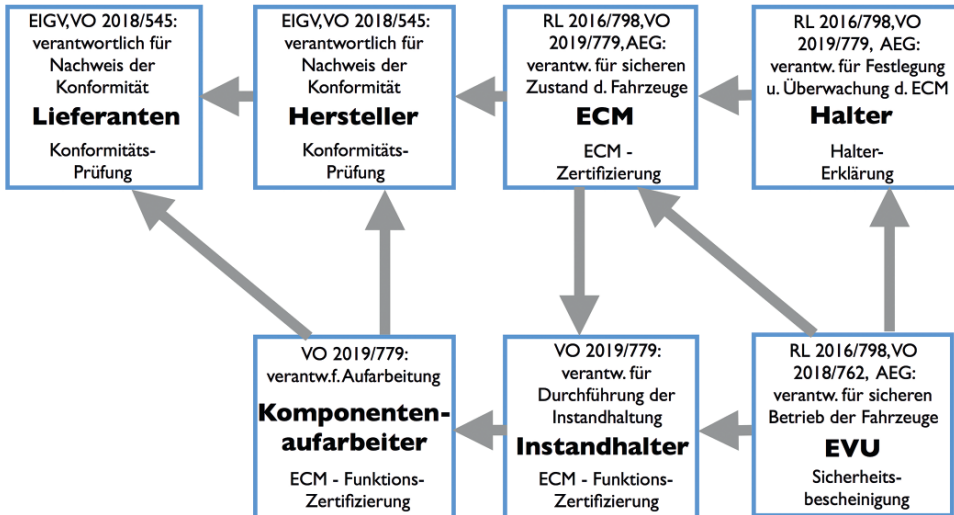 EIGV,VO 2018/545:
verantwortlich für
Nachweis der
Konformität
Lieferanten
Konformitäts-
Prüfung
EIGV,VO 2018/545:
verantwortlich für
Nachweis der
Konformität
Hersteller
Konformitäts-
Prüfung
RL 2016/798,VO
2019/779,AEG:
verantw. für sicheren
Zustand d. Fahrzeuge
ECM
ECM -
Zertifizierung
RL 2016/798,VO
2019/779, AEG:
verantw. für Festlegung
u. Überwachung d. ECM
Halter
Halter-
Erklärung
VO 2019/779:
verantw.f. Aufarbeitung
Komponenten-
aufarbeiter
ECM - Funktions-
Zertifizierung
VO 2019/779:
verantw. für
Durchführung der
Instandhaltung
Instandhalter
ECM - Funktions-
Zertifizierung
RL 2016/798,VO
2018/762, AEG:
verantw. für sicheren
Betrieb der Fahrzeuge
EVU
Sicherheits-
bescheinigung